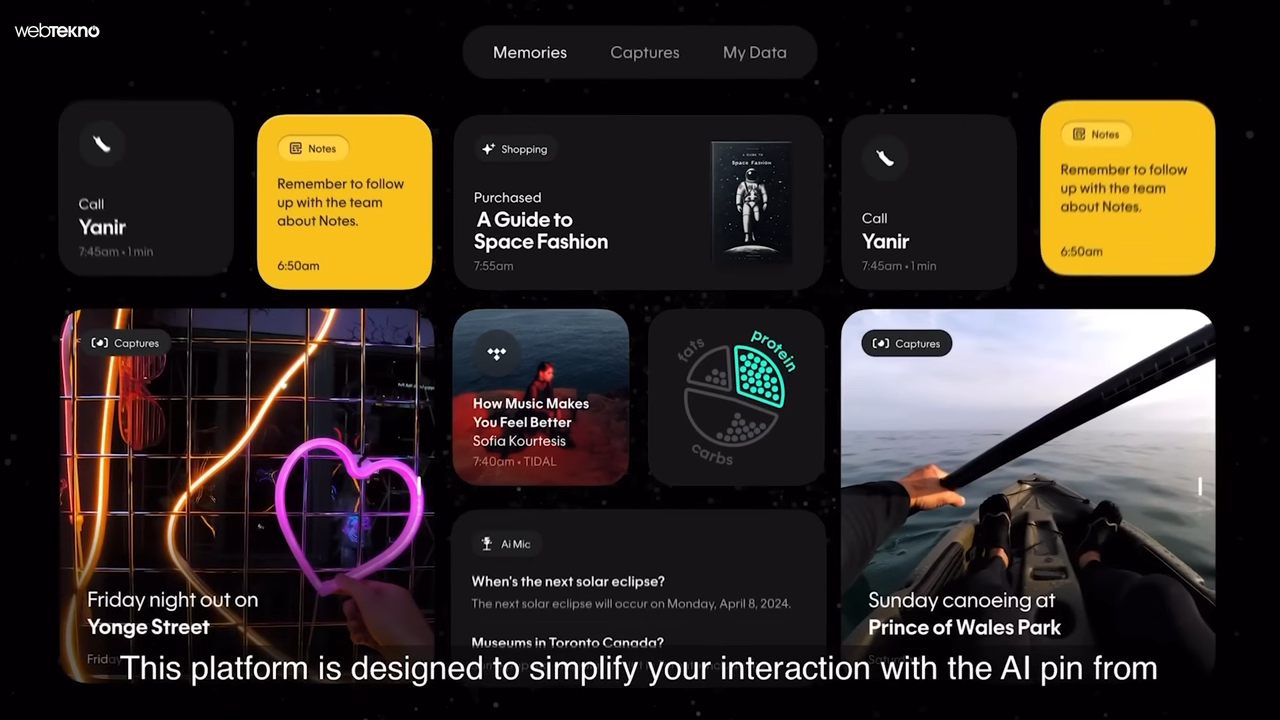 webTEKNO
Memories
Captures
My Data
Call
Yanir
7:45am • 1 min
Notes
Remember to follow
up with the team
about Notes.
6:50am
Shopping
Purchased
A Guide to
Space Fashion
7:55am
A GUIDE TO
Space Fashion
Call
Yanir
7:45am • 1 min
Notes
Remember to follow
up with the team
about Notes.
6:50am
Captures
Friday night out on
Yonge Street
Friday
How Music Makes
You Feel Better
Sofia Kourtesis
7:40am • TIDAL
fats
protein
carbs
Ai Mic
When's the next solar eclipse?
The next solar eclipse will occur on Monday, April 8, 2024.
Museums in Toronto Canada?
Captures
Sunday canoeing at
Prince of Wales Park
This platform is designed to simplify your interaction with the AI pin from